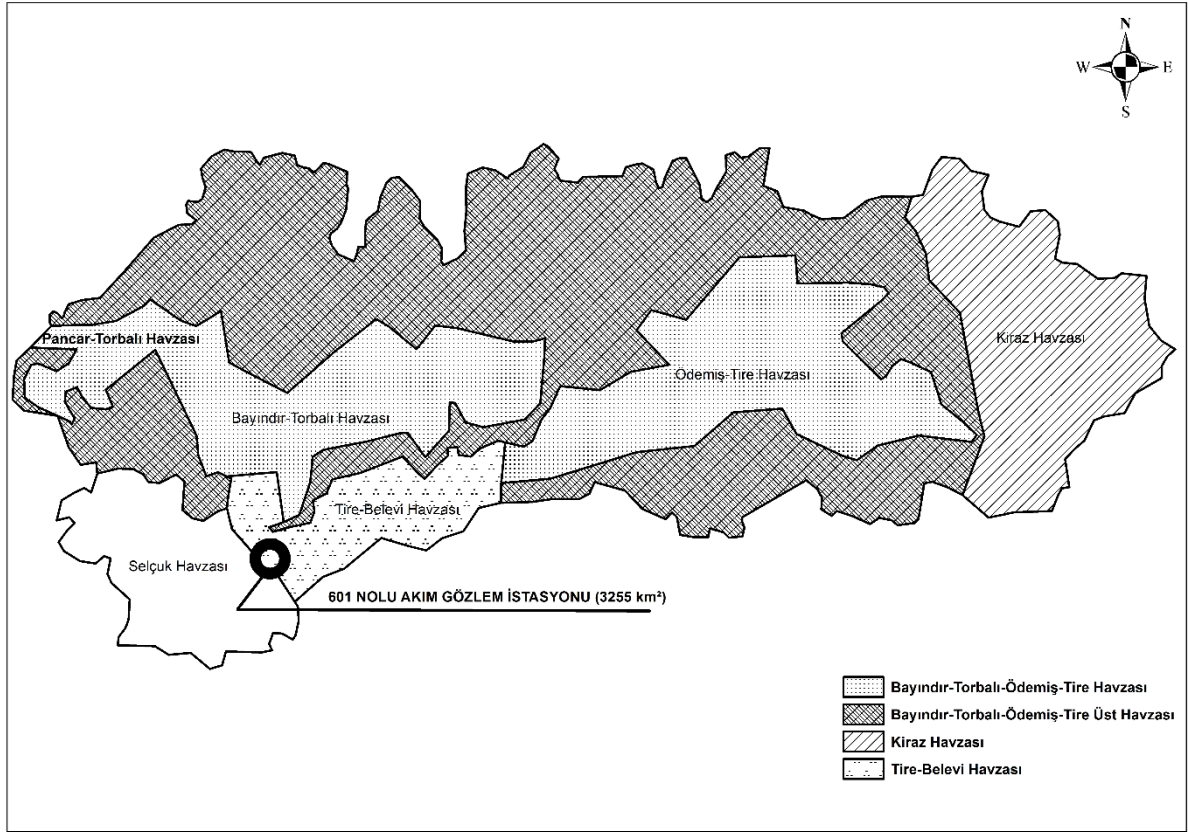 N
W E
S
Pancar-Torbalı Havzası
Kiraz Havzası
Ödemiş-Tire Havzası
Bayındır-Torbalı Havzası
Tire-Belevi Havzası
Selçuk Havzası
601 NOLU AKIM GÖZLEM İSTASYONU (3255 km²)
Bayındır-Torbalı-Ödemiş-Tire Havzası
Bayındır-Torbalı-Ödemiş-Tire Üst Havzası
Kiraz Havzası
Tire-Belevi Havzası